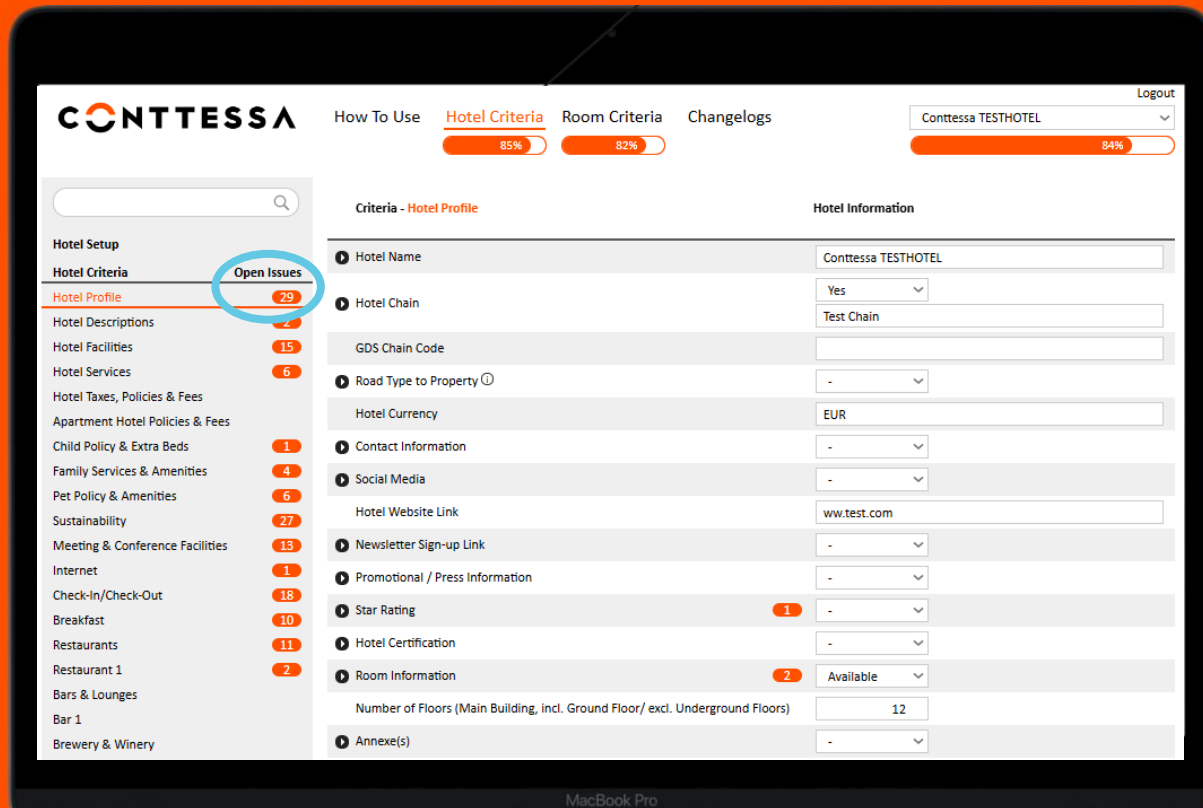 Logout
CONTTESSA
How To Use Hotel Criteria Room Criteria Changelogs
Conttessa TESTHOTEL
85% 82% 84%
Criteria - Hotel Profile Hotel Information
Hotel Setup
Hotel Criteria Open Issues
Hotel Profile 29
Hotel Descriptions 2
Hotel Facilities 15
Hotel Services 6
Hotel Taxes, Policies & Fees
Apartment Hotel Policies & Fees
Child Policy & Extra Beds 1
Family Services & Amenities 4
Pet Policy & Amenities 6
Sustainability 27
Meeting & Conference Facilities 13
Internet 1
Check-In/Check-Out 18
Breakfast 10
Restaurants 11
Restaurant 1 2
Bars & Lounges
Bar 1
Brewery & Winery
Hotel Name Conttessa TESTHOTEL
Hotel Chain Yes
Test Chain
GDS Chain Code
Road Type to Property -
Hotel Currency EUR
Contact Information -
Social Media -
Hotel Website Link ww.test.com
Newsletter Sign-up Link -
Promotional / Press Information -
Star Rating 1 -
Hotel Certification -
Room Information 2 Available
Number of Floors (Main Building, incl. Ground Floor/ excl. Underground Floors) 12
Annexe(s) -
MacBook Pro